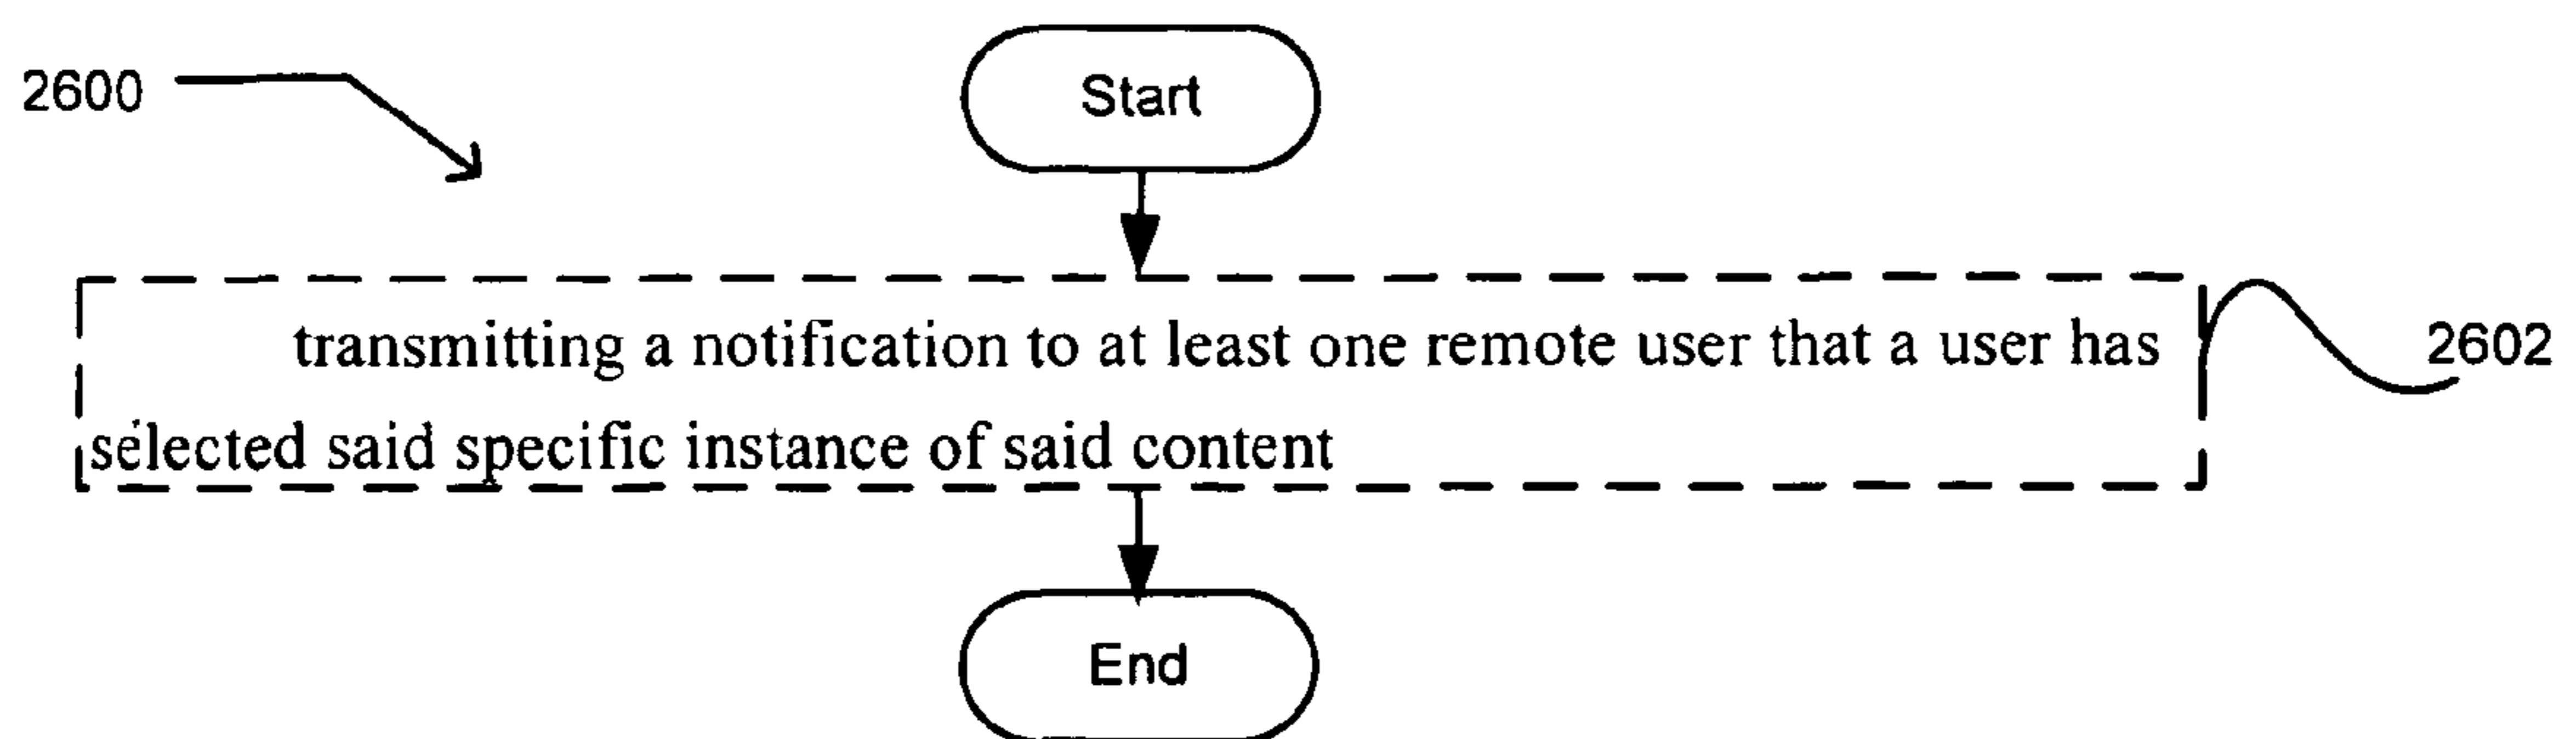 Start
2600
transmitting a notification to at least one remote user that a user has
2602
selected said specific instance of said content
End